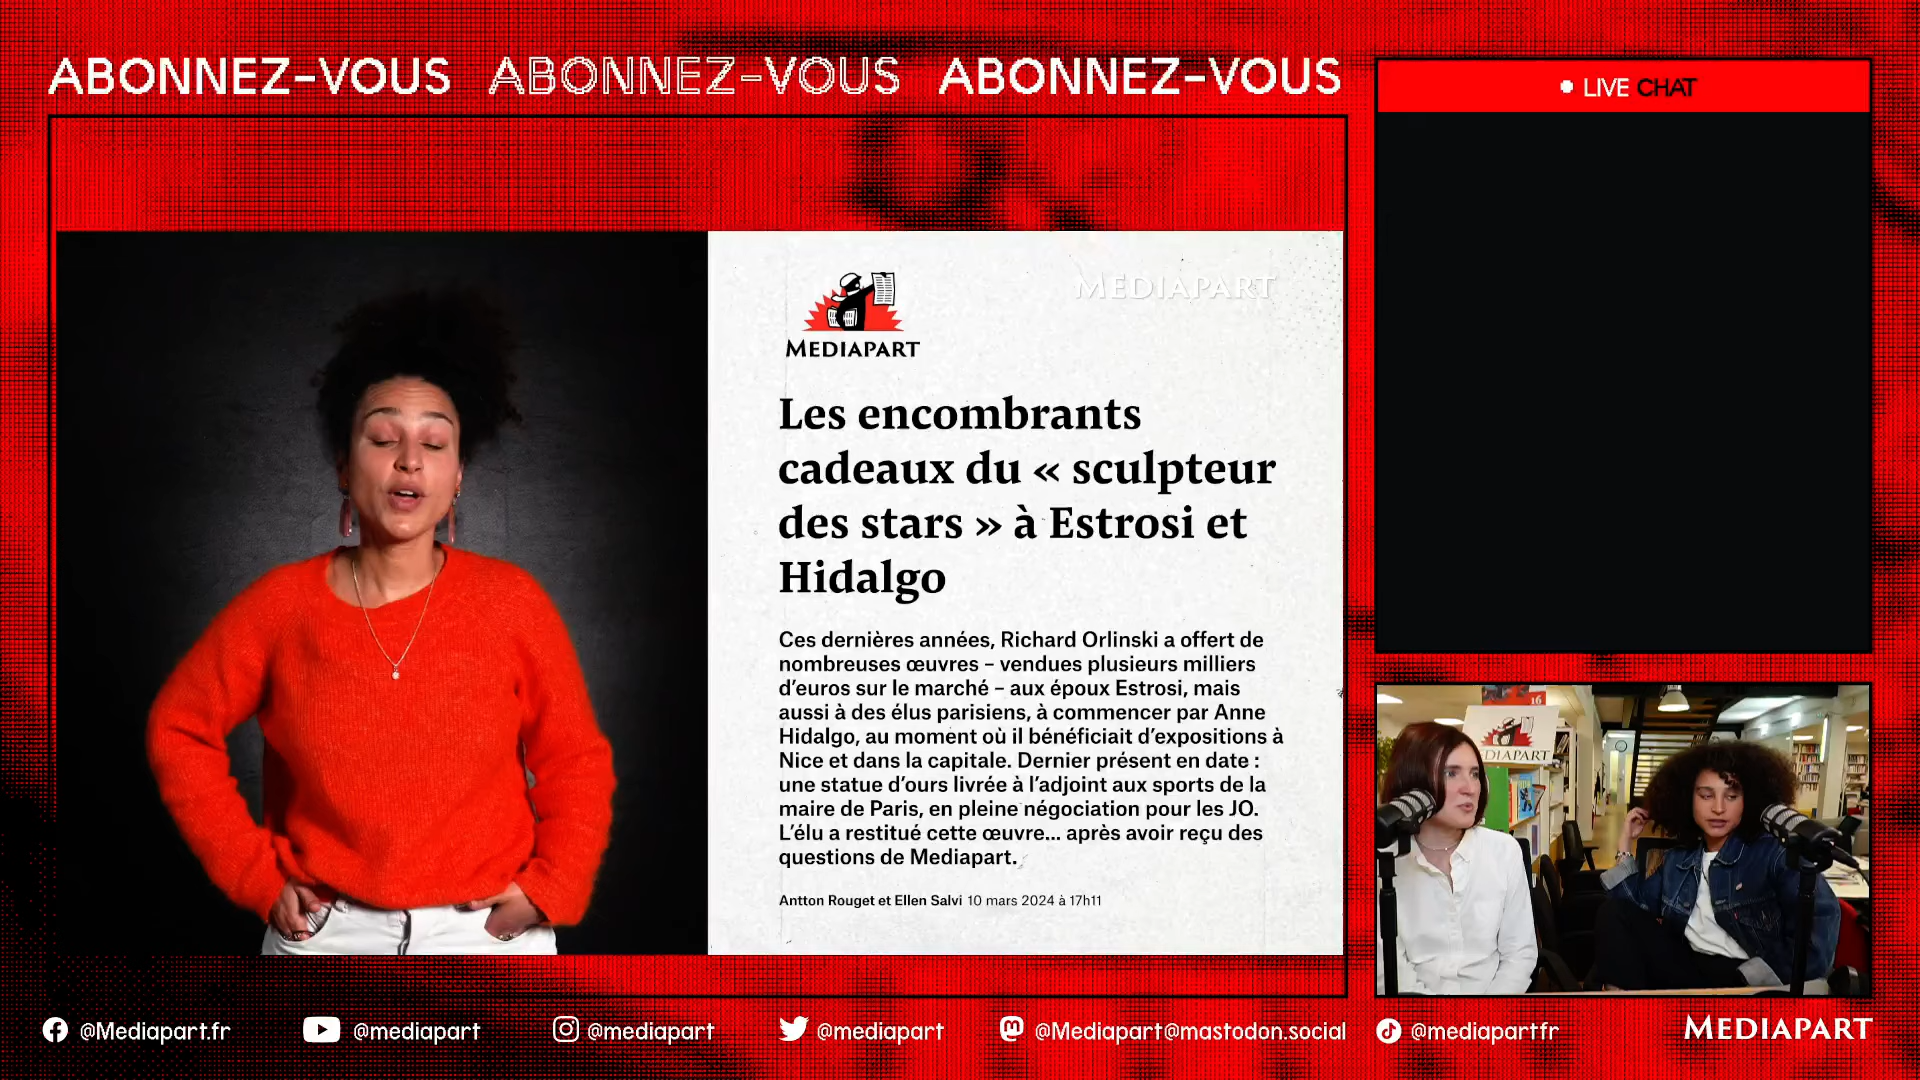 ABONNEZ-VOUS ABONNEZ-VOUS ABONNEZ-VOUS
LIVE CHAT
MEDIAPART
MEDIAPART
Les encombrants
cadeaux du « sculpteur
des stars » à Estrosi et
Hidalgo
Ces dernières années, Richard Orlinski a offert de
nombreuses œuvres – vendues plusieurs milliers
d'euros sur le marché – aux époux Estrosi, mais
aussi à des élus parisiens, à commencer par Anne
Hidalgo, au moment où il bénéficiait d'expositions à
Nice et dans la capitale. Dernier présent en date :
une statue d'ours livrée à l'adjoint aux sports de la
maire de Paris, en pleine négociation pour les JO.
L'élu a restitué cette œuvre... après avoir reçu des
questions de Mediapart.
Antton Rouget et Ellen Salvi 10 mars 2024 à 17h11
16
DIAPART
@Mediapart.fr @mediapart @mediapart @mediapart @Mediapart@mastodon.social @mediapartfr MEDIAPART